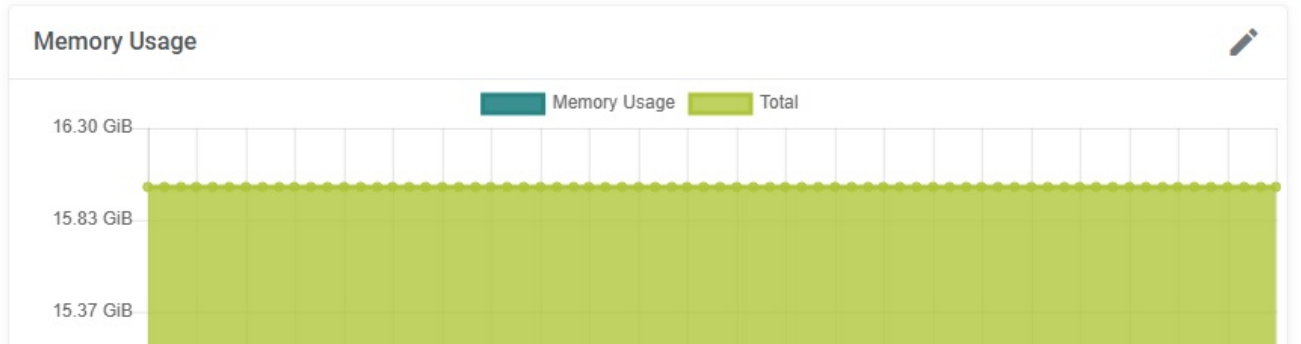 Memory Usage
Memory Usage Total
16.30 GiB
15.83 GiB
15.37 GiB